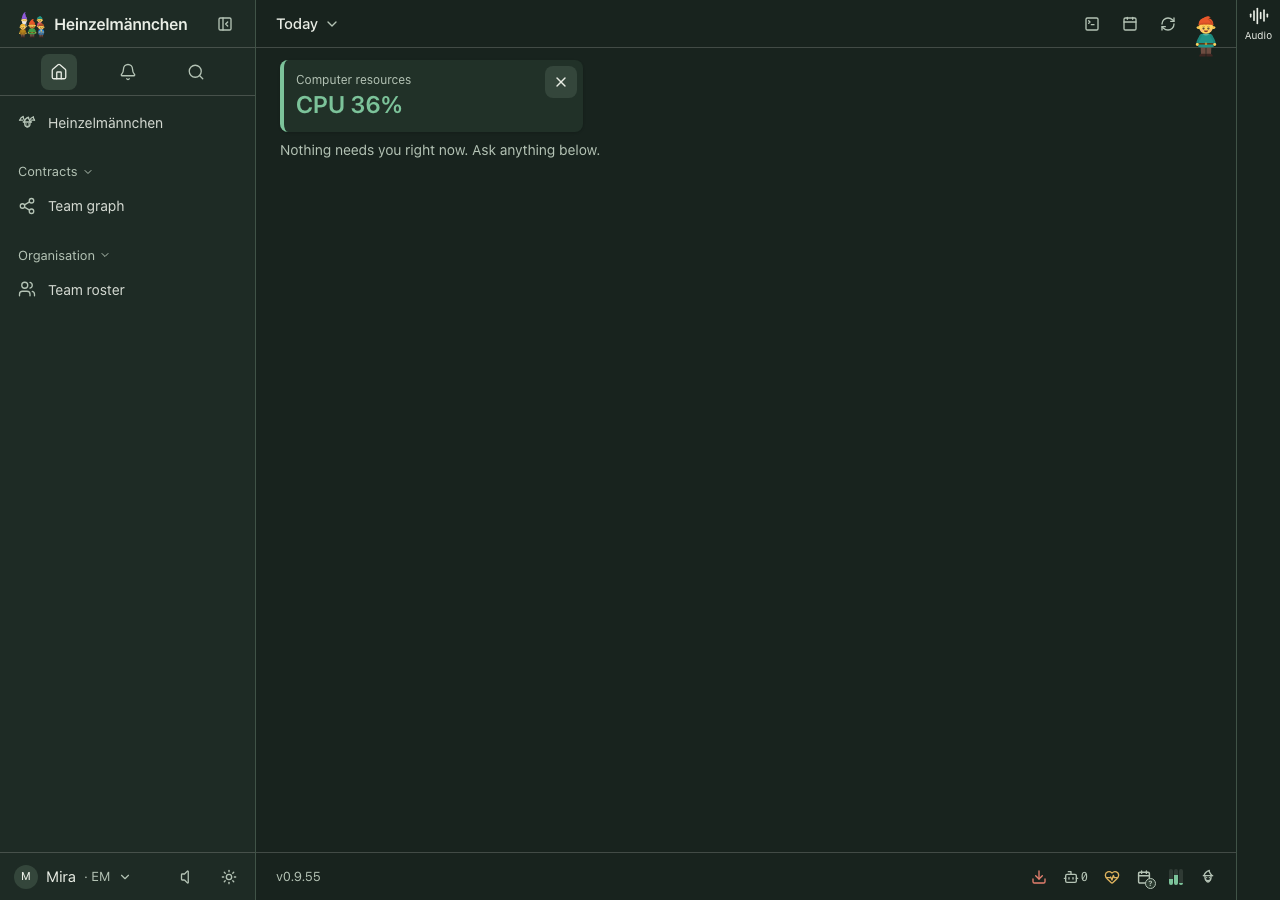 Heinzelmännchen
Heinzelmännchen
Contracts
Team graph
Organisation
Team roster
M Mira · EM
Today
Computer resources
CPU 36%
Nothing needs you right now. Ask anything below.
v0.9.55
0
?
Audio